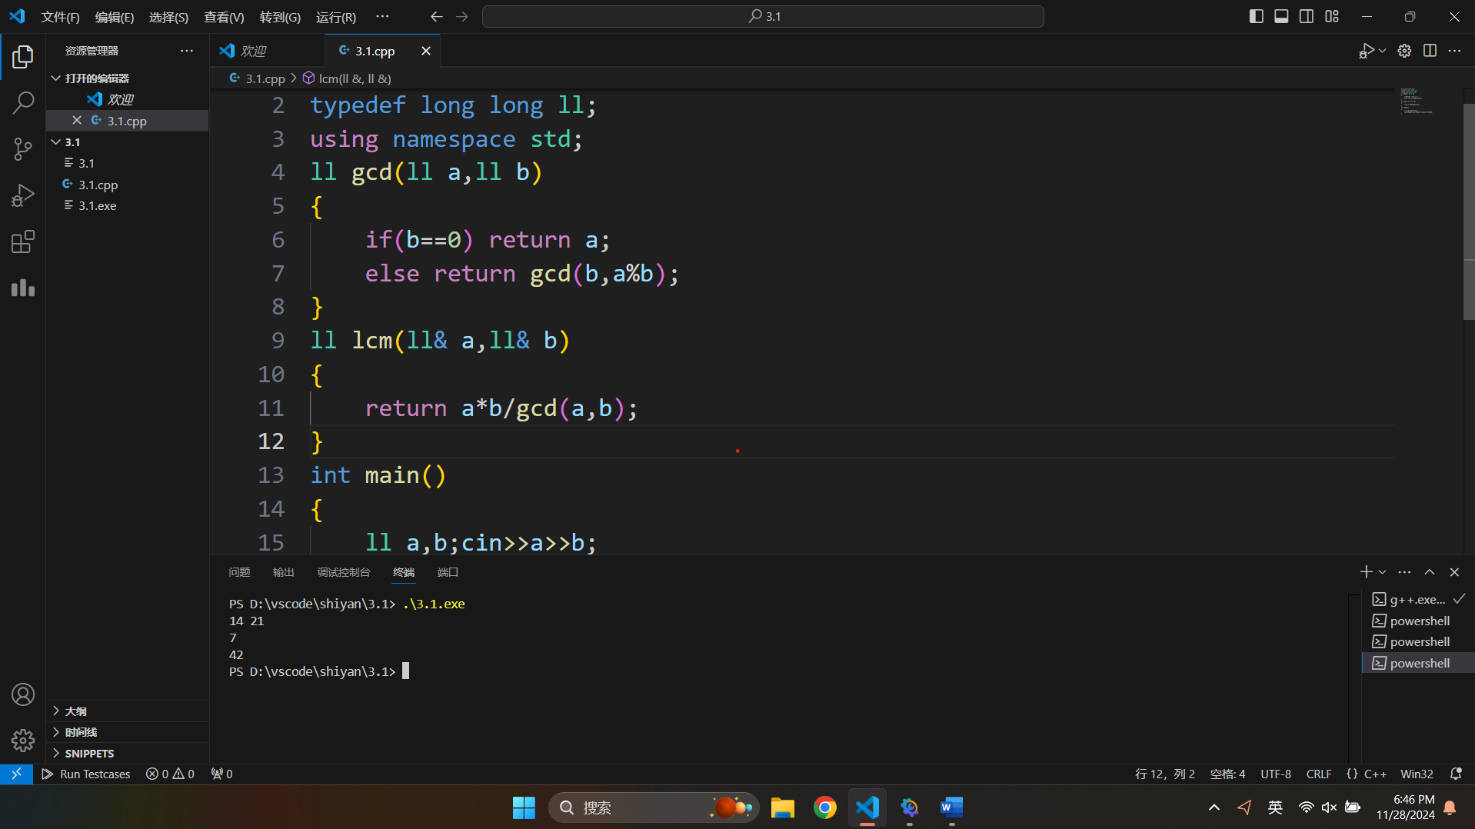 文件(F) 编辑(E) 选择(S) 查看(V) 转到(G) 运行(R) ··· 3.1
资源管理器 ···
打开的编辑器
欢迎
3.1.cpp
3.1
3.1
3.1.cpp
3.1.exe
大纲
时间线
SNIPPETS
欢迎 3.1.cpp
3.1.cpp > lcm(ll &, ll &)
2 typedef long long ll;
3 using namespace std;
4 ll gcd(ll a,ll b)
5 {
6 if(b==0) return a;
7 else return gcd(b,a%b);
8 }
9 ll lcm(ll& a,ll& b)
10 {
11 return a*b/gcd(a,b);
12 }
13 int main()
14 {
15 ll a,b;cin>>a>>b;
问题 输出 调试控制台 终端 端口
PS D:\vscode\shiyan\3.1> .\3.1.exe
14 21
7
42
PS D:\vscode\shiyan\3.1>
g++.exe...
powershell
powershell
powershell
Run Testcases 0 0 0 行 12，列 2 空格: 4 UTF-8 CRLF {} C++ Win32
搜索 英 6:46 PM
11/28/2024